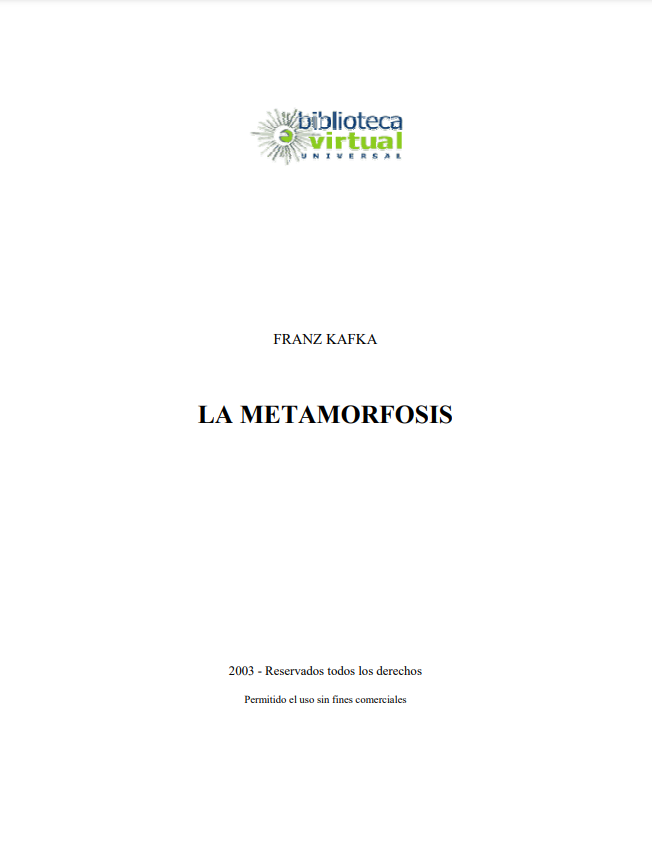 biblioteca
virtual
UNIVERSAL
FRANZ KAFKA
LA METAMORFOSIS
2003 - Reservados todos los derechos
Permitido el uso sin fines comerciales